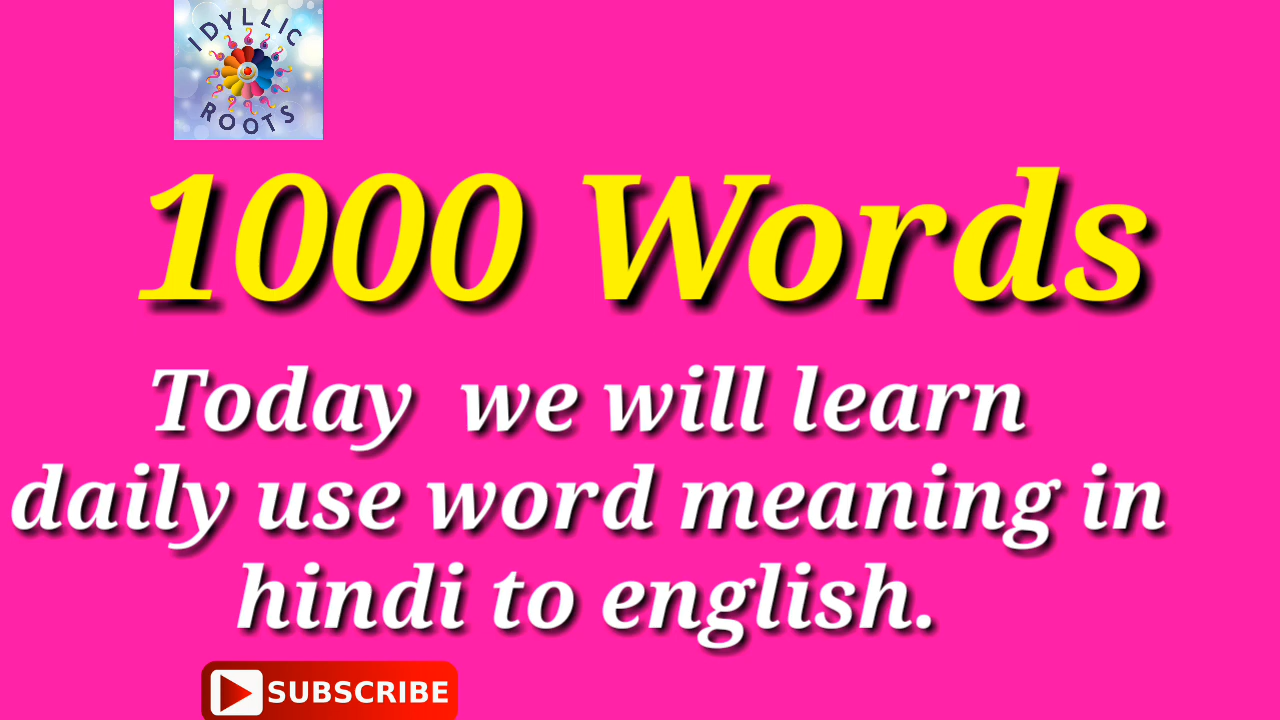 IDYLLIC
ROOTS
1000 Words
Today we will learn
daily use word meaning in
hindi to english.
SUBSCRIBE